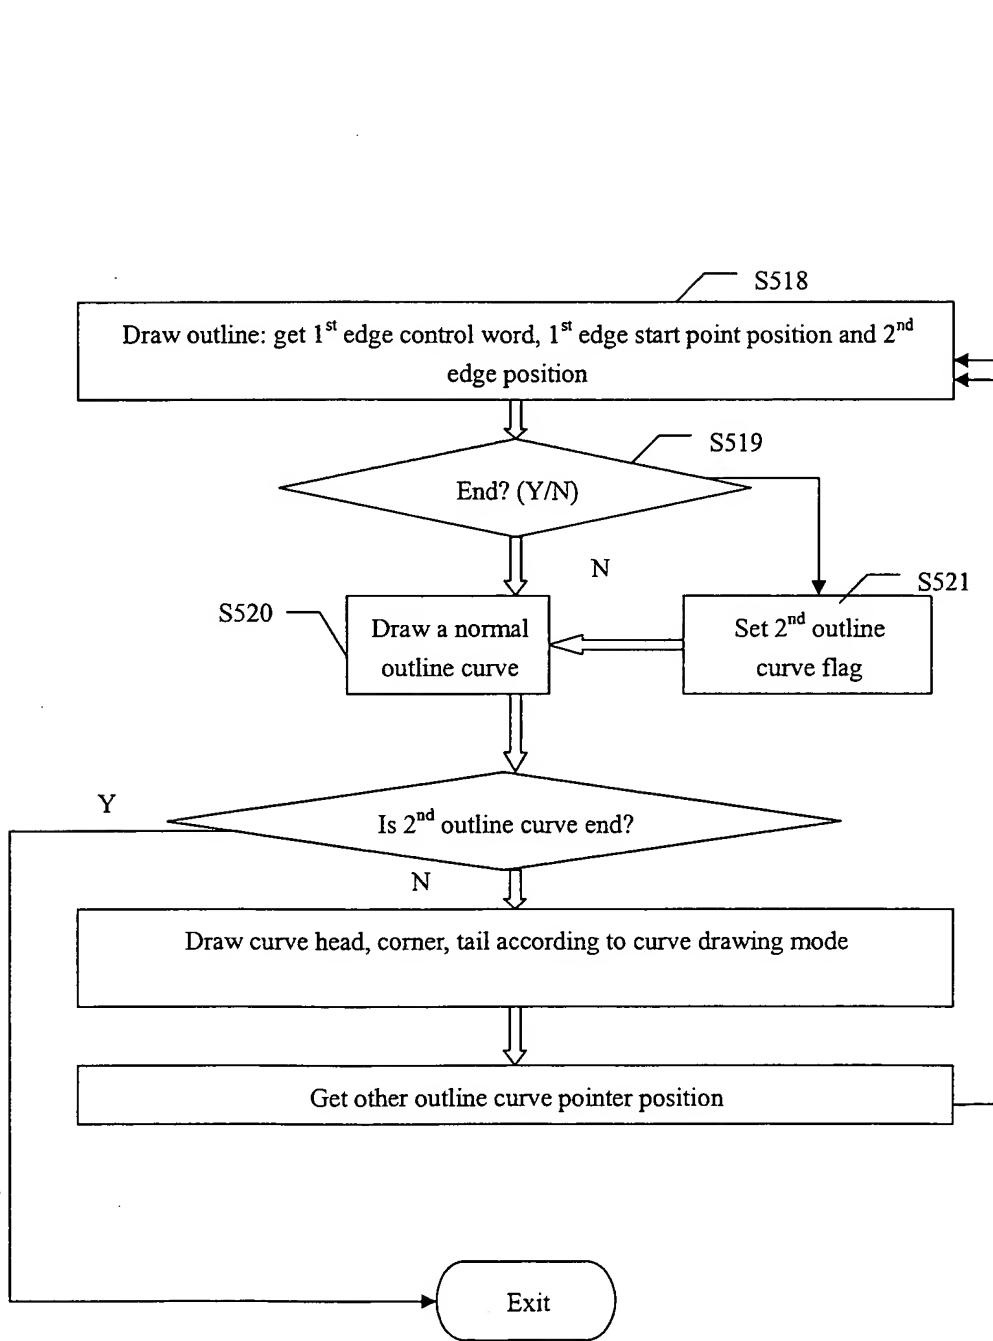 S518
Draw outline: get 1st edge control word, 1st edge start point position and 2nd
edge position
S519
End? (Y/N)
N
S521
S520
Draw a normal
outline curve
Set 2nd outline
curve flag
Y
Is 2nd outline curve end?
N
Draw curve head, corner, tail according to curve drawing mode
Get other outline curve pointer position
Exit